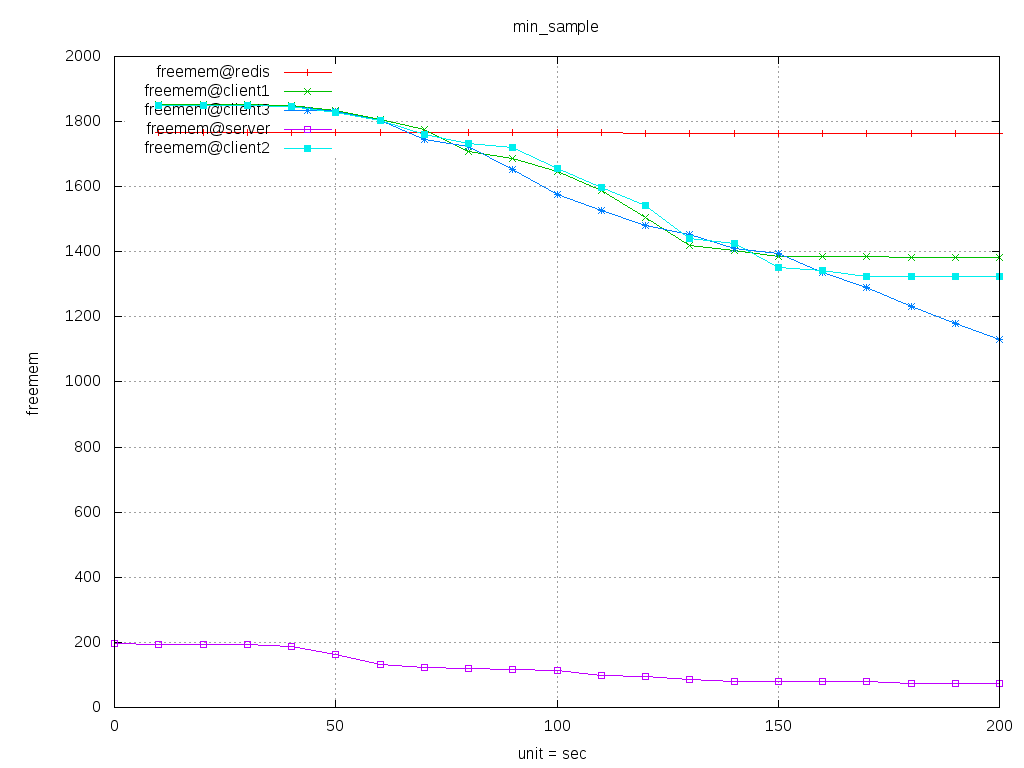 min_sample
2000
1800
1600
1400
1200
1000
800
600
400
200
0
freemem@redis
freemem@client1
freemem@client3
freemem@server
freemem@client2
freemem
0 50 100 150 200
unit = sec